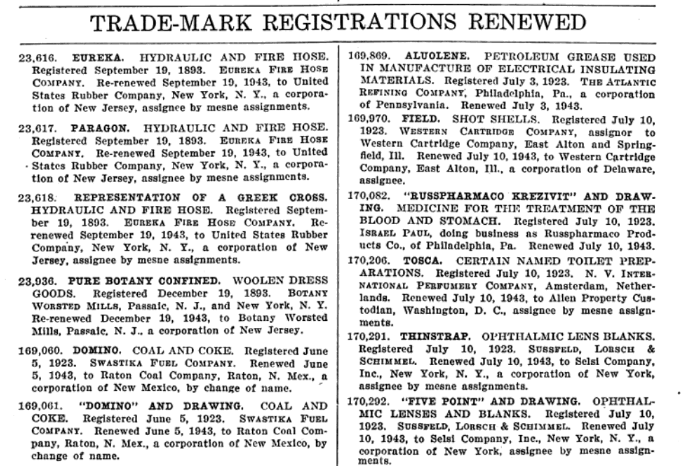 TRADE-MARK REGISTRATIONS RENEWED
23,616. EUREKA. HYDRAULIC AND FIRE HOSE.
Registered September 19, 1893. EUREKA FIRE HOSE
COMPANY. Re-renewed September 19, 1943, to United
States Rubber Company, New York, N. Y., a corpora-
tion of New Jersey, assignee by mesne assignments.
23,617. PARAGON. HYDRAULIC AND FIRE HOSE.
Registered September 19, 1893. EUREKA FIRE HOSE
COMPANY. Re-renewed September 19, 1943, to United
States Rubber Company, New York, N. Y., a corpora-
tion of New Jersey, assignee by mesne assignments.
23,618. REPRESENTATION OF A GREEK CROSS.
HYDRAULIC AND FIRE HOSE. Registered Septem-
ber 19, 1893. EUREKA FIRE HOSE COMPANY. Re-
renewed September 19, 1943, to United States Rubber
Company, New York, N. Y., a corporation of New
Jersey, assignee by mesne assignments.
23,936. PURE BOTANY CONFINED. WOOLEN DRESS
GOODS. Registered December 19, 1893. BOTANY
WORSTED MILLS, Passaic, N. J., and New York, N. Y.
Re-renewed December 19, 1943, to Botany Worsted
Mills, Passaic, N. J., a corporation of New Jersey.
169,060. DOMINO. COAL AND COKE. Registered June
5, 1923. SWASTIKA FUEL COMPANY. Renewed June
5, 1943, to Raton Coal Company, Raton, N. Mex., a
corporation of New Mexico, by change of name.
169,061. "DOMINO" AND DRAWING. COAL AND
COKE. Registered June 5, 1923. SWASTIKA FUEL
COMPANY. Renewed June 5, 1943, to Raton Coal Com-
pany, Raton, N. Mex., a corporation of New Mexico, by
change of name.
169,869. ALUOLENE. PETROLEUM GREASE USED
IN MANUFACTURE OF ELECTRICAL INSULATING
MATERIALS. Registered July 3, 1923. THE ATLANTIC
REFINING COMPANY, Philadelphia, Pa., a corporation
of Pennsylvania. Renewed July 3, 1943.
169,970. FIELD. SHOT SHELLS. Registered July 10,
1923. WESTERN CARTRIDGE COMPANY, assignor to
Western Cartridge Company, East Alton and Spring-
field, Ill. Renewed July 10, 1943, to Western Cartridge
Company, East Alton, Ill., a corporation of Delaware,
assignee.
170,082. "RUSSPHARMACO KREZIVIT" AND DRAW-
ING. MEDICINE FOR THE TREATMENT OF THE
BLOOD AND STOMACH. Registered July 10, 1923.
ISRAEL PAUL, doing business as Russpharmaco Prod-
ucts Co., of Philadelphia, Pa. Renewed July 10, 1943.
170,206. TOSCA. CERTAIN NAMED TOILET PREP-
ARATIONS. Registered July 10, 1923. N. V. INTER-
NATIONAL PERFUMERY COMPANY, Amsterdam, Nether-
lands. Renewed July 10, 1943, to Alien Property Cus-
todian, Washington, D. C., assignee by mesne assign-
ments.
170,291. THINSTRAP. OPHTHALMIC LENS BLANKS.
Registered July 10, 1923. SUSSFELD, LORSCH &
SCHIMMEL. Renewed July 10, 1943, to Selsi Company,
Inc., New York, N. Y., a corporation of New York,
assignee by mesne assignments.
170,292. "FIVE POINT" AND DRAWING. OPHTHAL-
MIC LENSES AND BLANKS. Registered July 10,
1923. SUSSFELD, LORSCH & SCHIMMEL. Renewed July
10, 1943, to Selsi Company, Inc., New York, N. Y., a
corporation of New York, assignee by mesne assign-
ments.